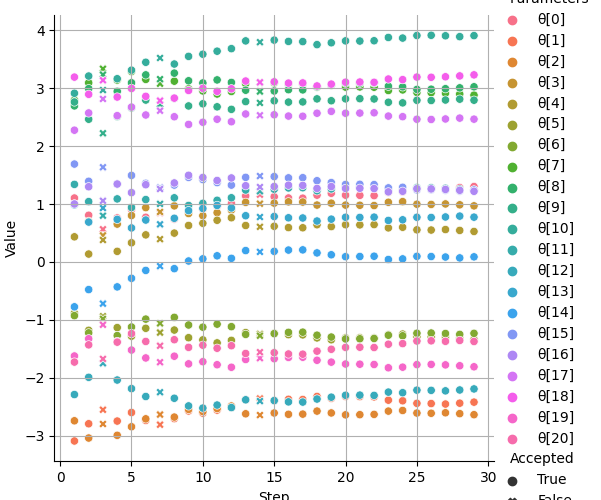 Parameters
θ[0]
θ[1]
θ[2]
θ[3]
θ[4]
θ[5]
θ[6]
θ[7]
θ[8]
θ[9]
θ[10]
θ[11]
θ[12]
θ[13]
θ[14]
θ[15]
θ[16]
θ[17]
θ[18]
θ[19]
θ[20]
Accepted
True
False
4
3
2
1
0
−1
−2
−3
Value
0 5 10 15 20 25 30
Step